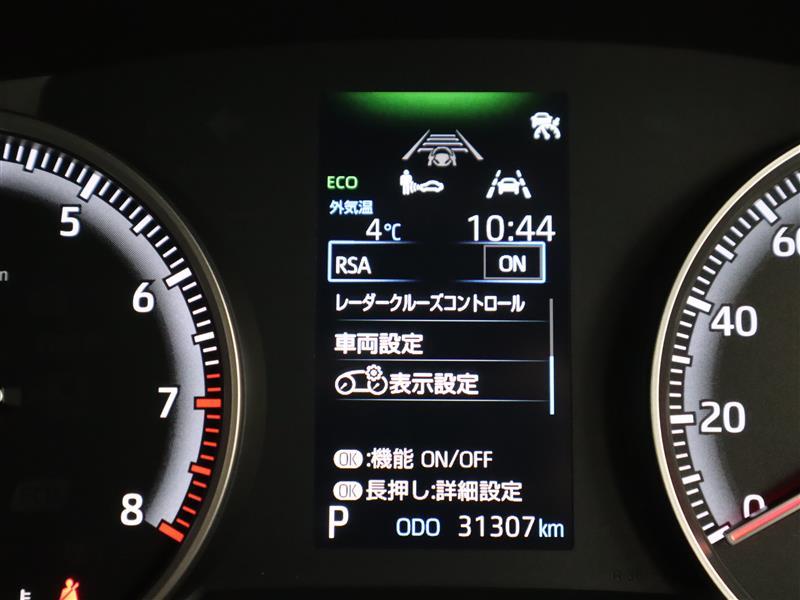 5
6
7
8
ECO
外気温
4℃ 10:44
RSA ON
レーダークルーズコントロール
車両設定
表示設定
OK:機能 ON/OFF
OK長押し:詳細設定
P ODO 31307km
60
40
20
0